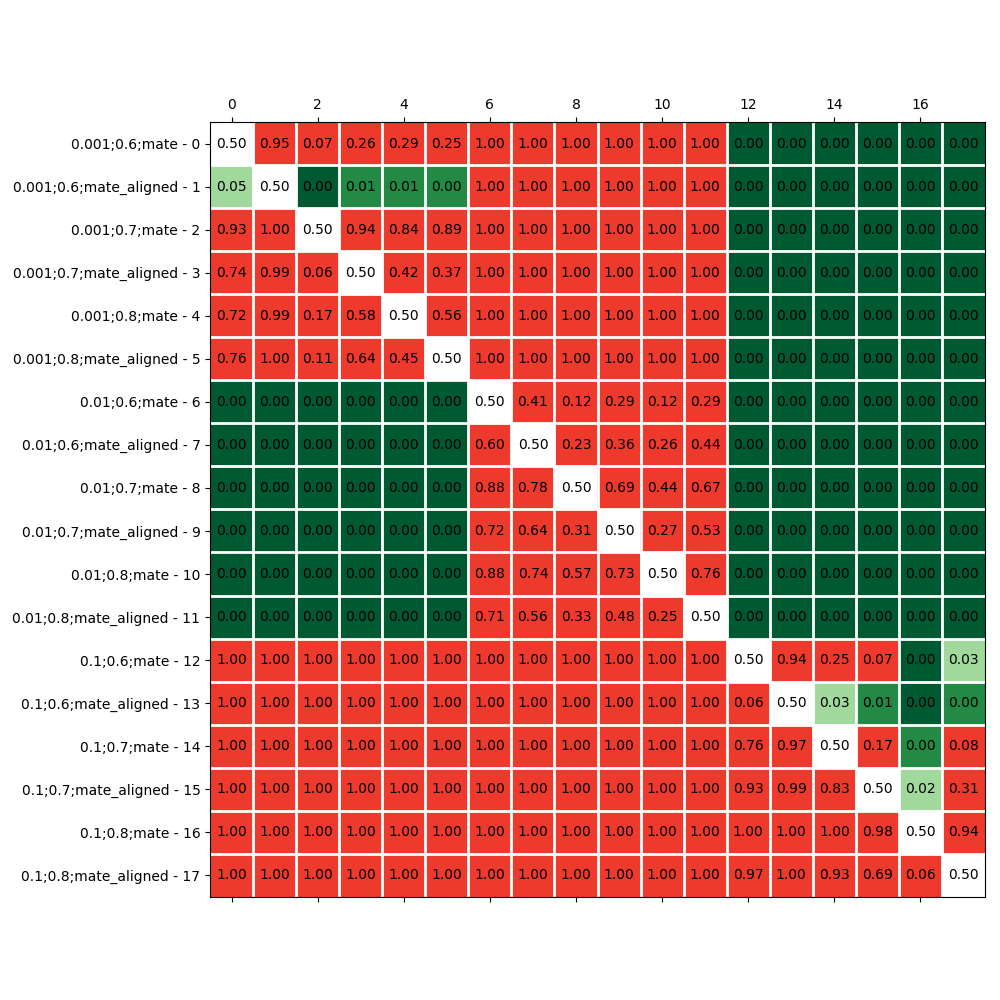 0 2 4 6 8 10 12 14 16
0.001;0.6;mate - 0 0.50 0.95 0.07 0.26 0.29 0.25 1.00 1.00 1.00 1.00 1.00 1.00 0.00 0.00 0.00 0.00 0.00 0.00
0.001;0.6;mate_aligned - 1 0.05 0.50 0.00 0.01 0.01 0.00 1.00 1.00 1.00 1.00 1.00 1.00 0.00 0.00 0.00 0.00 0.00 0.00
0.001;0.7;mate - 2 0.93 1.00 0.50 0.94 0.84 0.89 1.00 1.00 1.00 1.00 1.00 1.00 0.00 0.00 0.00 0.00 0.00 0.00
0.001;0.7;mate_aligned - 3 0.74 0.99 0.06 0.50 0.42 0.37 1.00 1.00 1.00 1.00 1.00 1.00 0.00 0.00 0.00 0.00 0.00 0.00
0.001;0.8;mate - 4 0.72 0.99 0.17 0.58 0.50 0.56 1.00 1.00 1.00 1.00 1.00 1.00 0.00 0.00 0.00 0.00 0.00 0.00
0.001;0.8;mate_aligned - 5 0.76 1.00 0.11 0.64 0.45 0.50 1.00 1.00 1.00 1.00 1.00 1.00 0.00 0.00 0.00 0.00 0.00 0.00
0.01;0.6;mate - 6 0.00 0.00 0.00 0.00 0.00 0.00 0.50 0.41 0.12 0.29 0.12 0.29 0.00 0.00 0.00 0.00 0.00 0.00
0.01;0.6;mate_aligned - 7 0.00 0.00 0.00 0.00 0.00 0.00 0.60 0.50 0.23 0.36 0.26 0.44 0.00 0.00 0.00 0.00 0.00 0.00
0.01;0.7;mate - 8 0.00 0.00 0.00 0.00 0.00 0.00 0.88 0.78 0.50 0.69 0.44 0.67 0.00 0.00 0.00 0.00 0.00 0.00
0.01;0.7;mate_aligned - 9 0.00 0.00 0.00 0.00 0.00 0.00 0.72 0.64 0.31 0.50 0.27 0.53 0.00 0.00 0.00 0.00 0.00 0.00
0.01;0.8;mate - 10 0.00 0.00 0.00 0.00 0.00 0.00 0.88 0.74 0.57 0.73 0.50 0.76 0.00 0.00 0.00 0.00 0.00 0.00
0.01;0.8;mate_aligned - 11 0.00 0.00 0.00 0.00 0.00 0.00 0.71 0.56 0.33 0.48 0.25 0.50 0.00 0.00 0.00 0.00 0.00 0.00
0.1;0.6;mate - 12 1.00 1.00 1.00 1.00 1.00 1.00 1.00 1.00 1.00 1.00 1.00 1.00 0.50 0.94 0.25 0.07 0.00 0.03
0.1;0.6;mate_aligned - 13 1.00 1.00 1.00 1.00 1.00 1.00 1.00 1.00 1.00 1.00 1.00 1.00 0.06 0.50 0.03 0.01 0.00 0.00
0.1;0.7;mate - 14 1.00 1.00 1.00 1.00 1.00 1.00 1.00 1.00 1.00 1.00 1.00 1.00 0.76 0.97 0.50 0.17 0.00 0.08
0.1;0.7;mate_aligned - 15 1.00 1.00 1.00 1.00 1.00 1.00 1.00 1.00 1.00 1.00 1.00 1.00 0.93 0.99 0.83 0.50 0.02 0.31
0.1;0.8;mate - 16 1.00 1.00 1.00 1.00 1.00 1.00 1.00 1.00 1.00 1.00 1.00 1.00 1.00 1.00 1.00 0.98 0.50 0.94
0.1;0.8;mate_aligned - 17 1.00 1.00 1.00 1.00 1.00 1.00 1.00 1.00 1.00 1.00 1.00 1.00 0.97 1.00 0.93 0.69 0.06 0.50